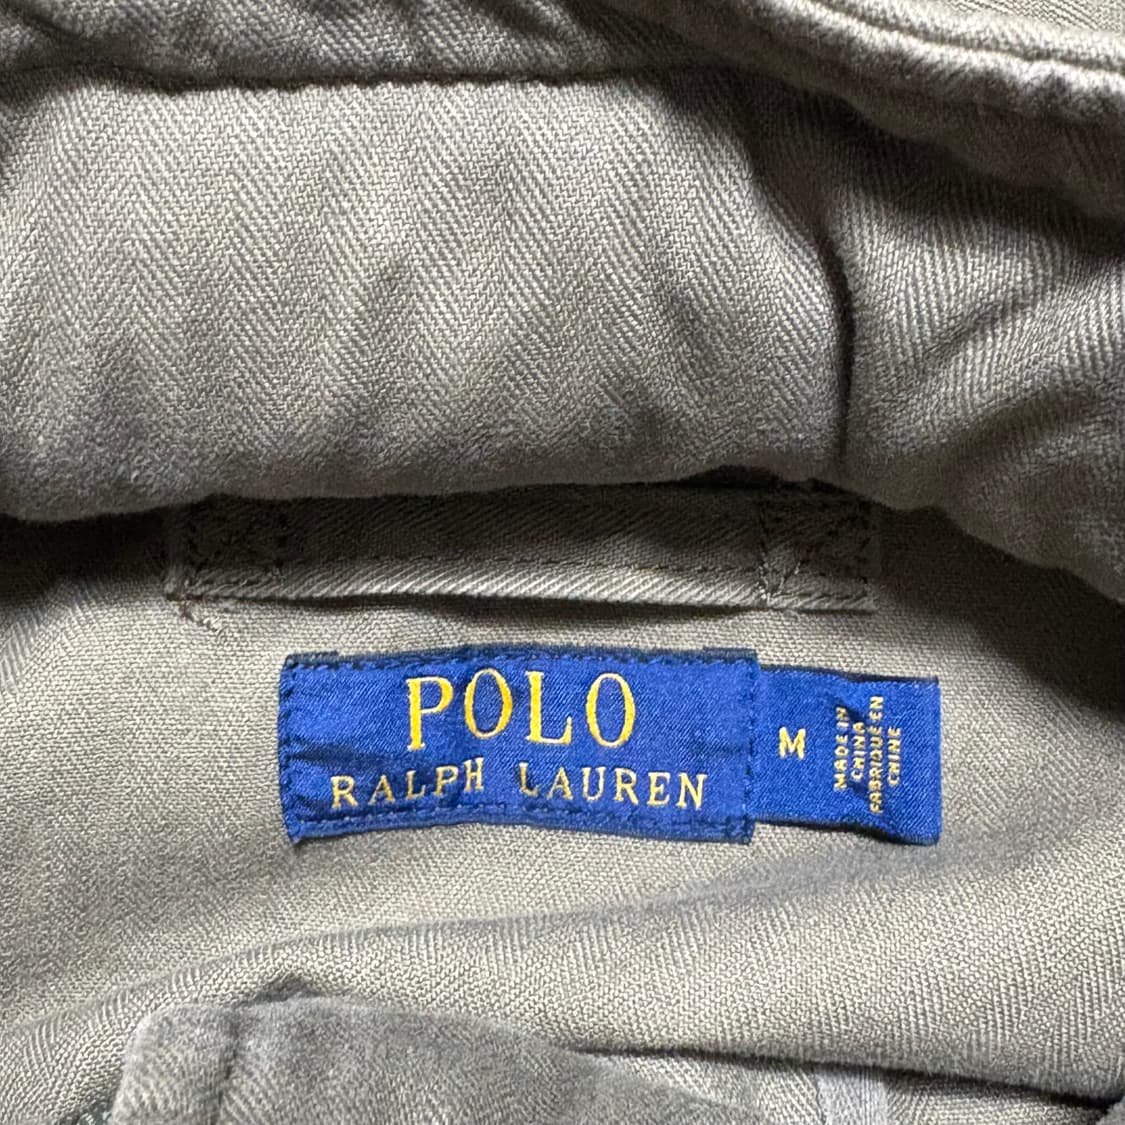 POLO
RALPH LAUREN
M
MADE IN
CHINA
FABRIQUÉ EN
CHINE